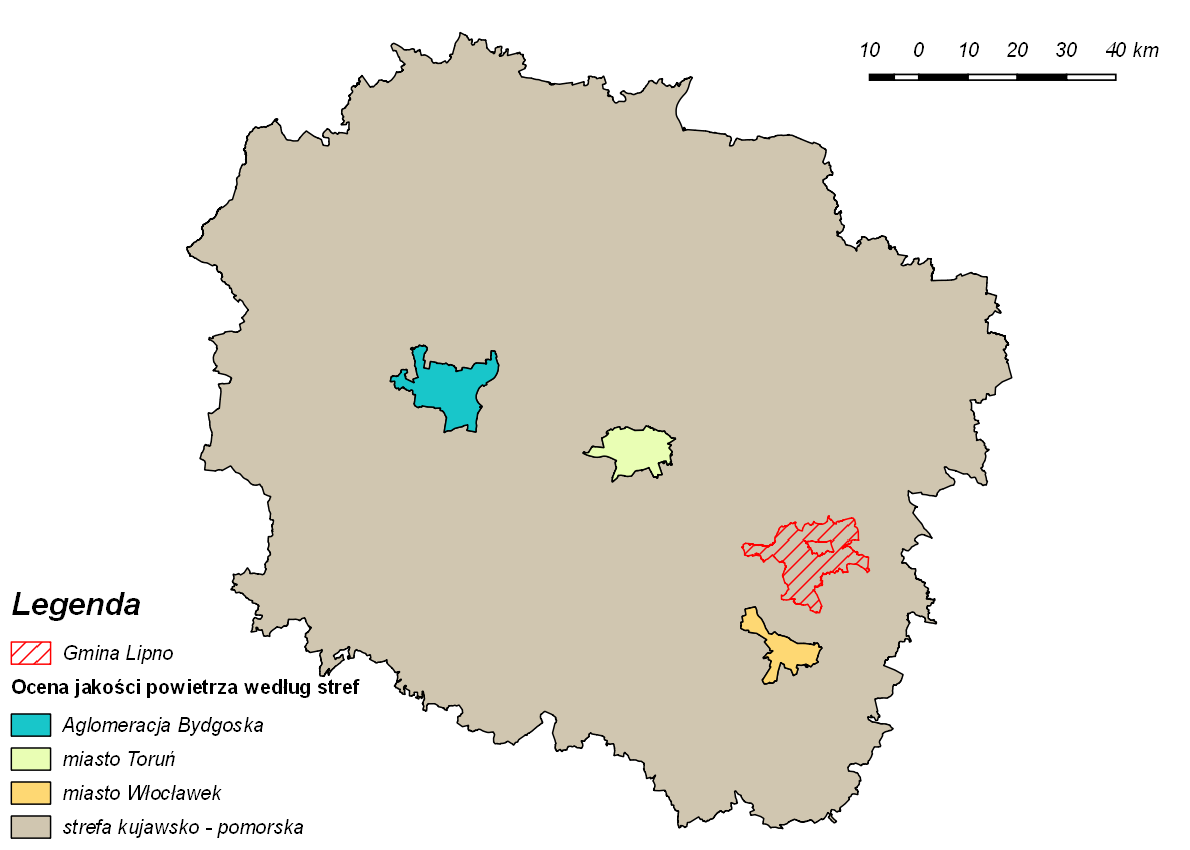 10 0 10 20 30 40 km
Legenda
Gmina Lipno
Ocena jakości powietrza według stref
Aglomeracja Bydgoska
miasto Toruń
miasto Włocławek
strefa kujawsko - pomorska